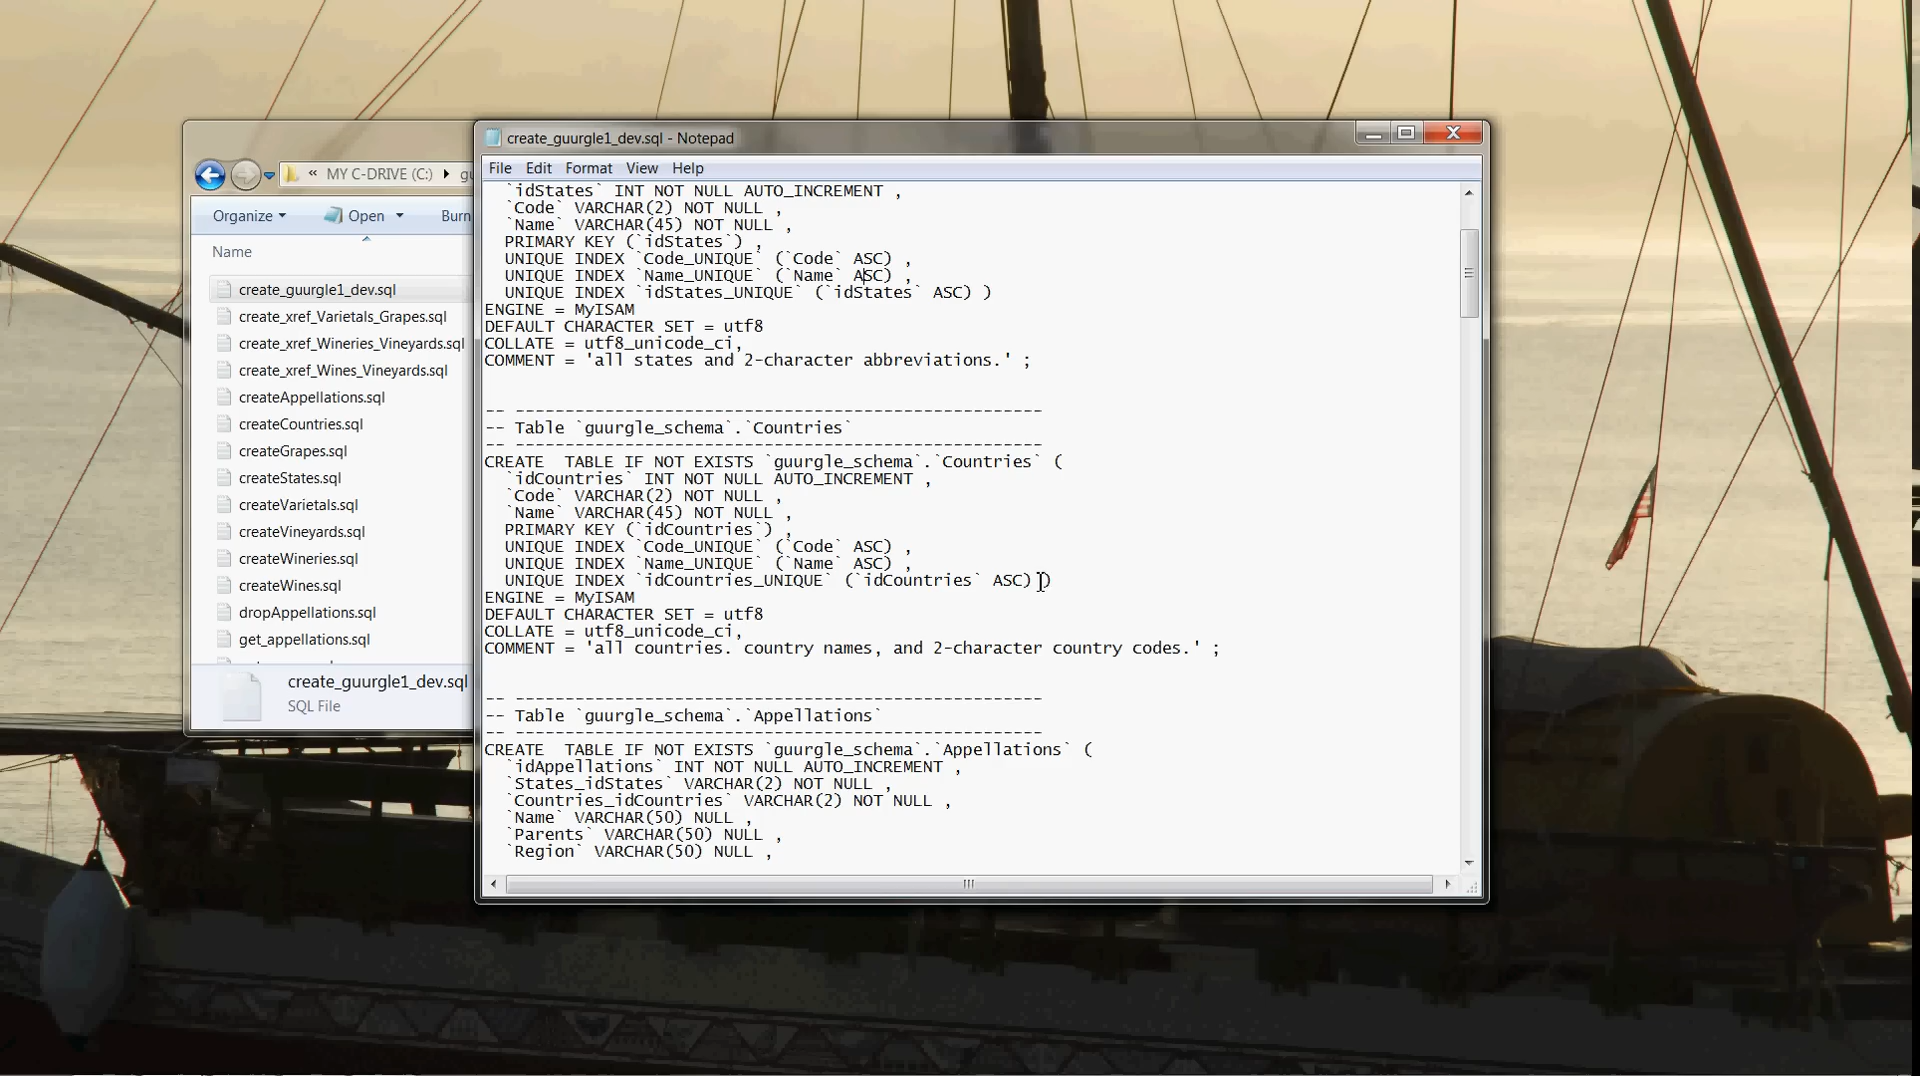 create_guurgle1_dev.sql - Notepad
« MY C-DRIVE (C:)
File Edit Format View Help
Organize Open Burn
Name
create_guurgle1_dev.sql
create_xref_Varietals_Grapes.sql
create_xref_Wineries_Vineyards.sql
create_xref_Wines_Vineyards.sql
createAppellations.sql
createCountries.sql
createGrapes.sql
createStates.sql
createVarietals.sql
createVineyards.sql
createWineries.sql
createWines.sql
dropAppellations.sql
get_appellations.sql
create_guurgle1_dev.sql
SQL File
`idStates` INT NOT NULL AUTO_INCREMENT ,
`Code` VARCHAR(2) NOT NULL ,
`Name` VARCHAR(45) NOT NULL ,
PRIMARY KEY (`idStates`) ,
UNIQUE INDEX `Code_UNIQUE` (`Code` ASC) ,
UNIQUE INDEX `Name_UNIQUE` (`Name` ASC) ,
UNIQUE INDEX `idStates_UNIQUE` (`idStates` ASC) )
ENGINE = MyISAM
DEFAULT CHARACTER SET = utf8
COLLATE = utf8_unicode_ci,
COMMENT = 'all states and 2-character abbreviations.' ;
-- -----------------------------------------------------
-- Table `guurgle_schema`.`Countries`
-- -----------------------------------------------------
CREATE  TABLE IF NOT EXISTS `guurgle_schema`.`Countries` (
`idCountries` INT NOT NULL AUTO_INCREMENT ,
`Code` VARCHAR(2) NOT NULL ,
`Name` VARCHAR(45) NOT NULL ,
PRIMARY KEY (`idCountries`) ,
UNIQUE INDEX `Code_UNIQUE` (`Code` ASC) ,
UNIQUE INDEX `Name_UNIQUE` (`Name` ASC) ,
UNIQUE INDEX `idCountries_UNIQUE` (`idCountries` ASC) )
ENGINE = MyISAM
DEFAULT CHARACTER SET = utf8
COLLATE = utf8_unicode_ci,
COMMENT = 'all countries. country names, and 2-character country codes.' ;
-- -----------------------------------------------------
-- Table `guurgle_schema`.`Appellations`
-- -----------------------------------------------------
CREATE  TABLE IF NOT EXISTS `guurgle_schema`.`Appellations` (
`idAppellations` INT NOT NULL AUTO_INCREMENT ,
`States_idStates` VARCHAR(2) NOT NULL ,
`Countries_idCountries` VARCHAR(2) NOT NULL ,
`Name` VARCHAR(50) NULL ,
`Parents` VARCHAR(50) NULL ,
`Region` VARCHAR(50) NULL ,